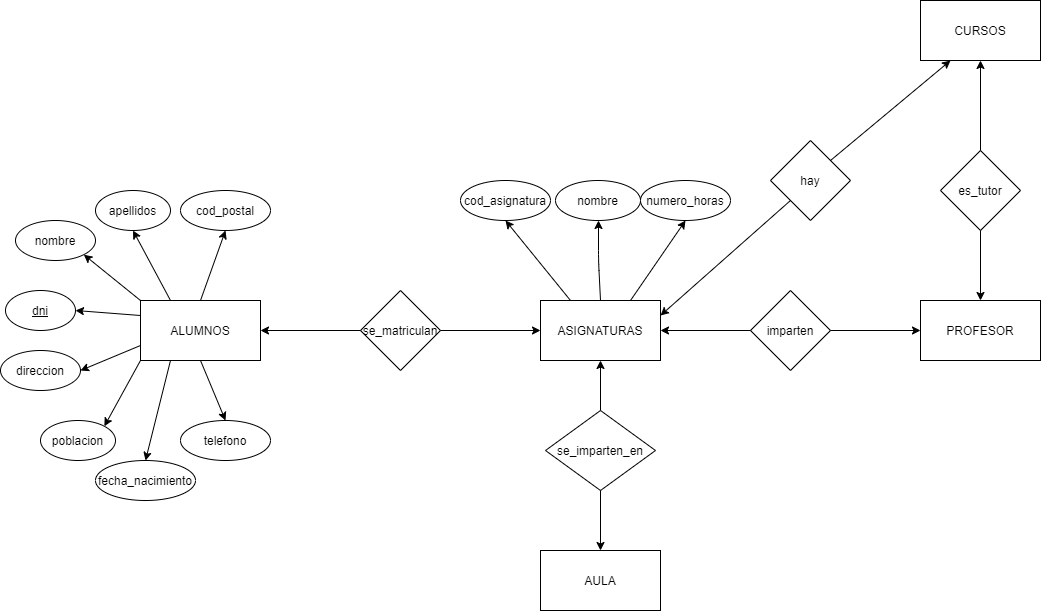 CURSOS
hay
es_tutor
apellidos
cod_postal
cod_asignatura
nombre
numero_horas
nombre
dni
ALUMNOS
se_matriculan
ASIGNATURAS
imparten
PROFESOR
direccion
poblacion
telefono
fecha_nacimiento
se_imparten_en
AULA